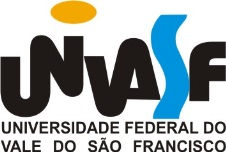 UNIVASF
UNIVERSIDADE FEDERAL DO
VALE DO SÃO FRANCISCO